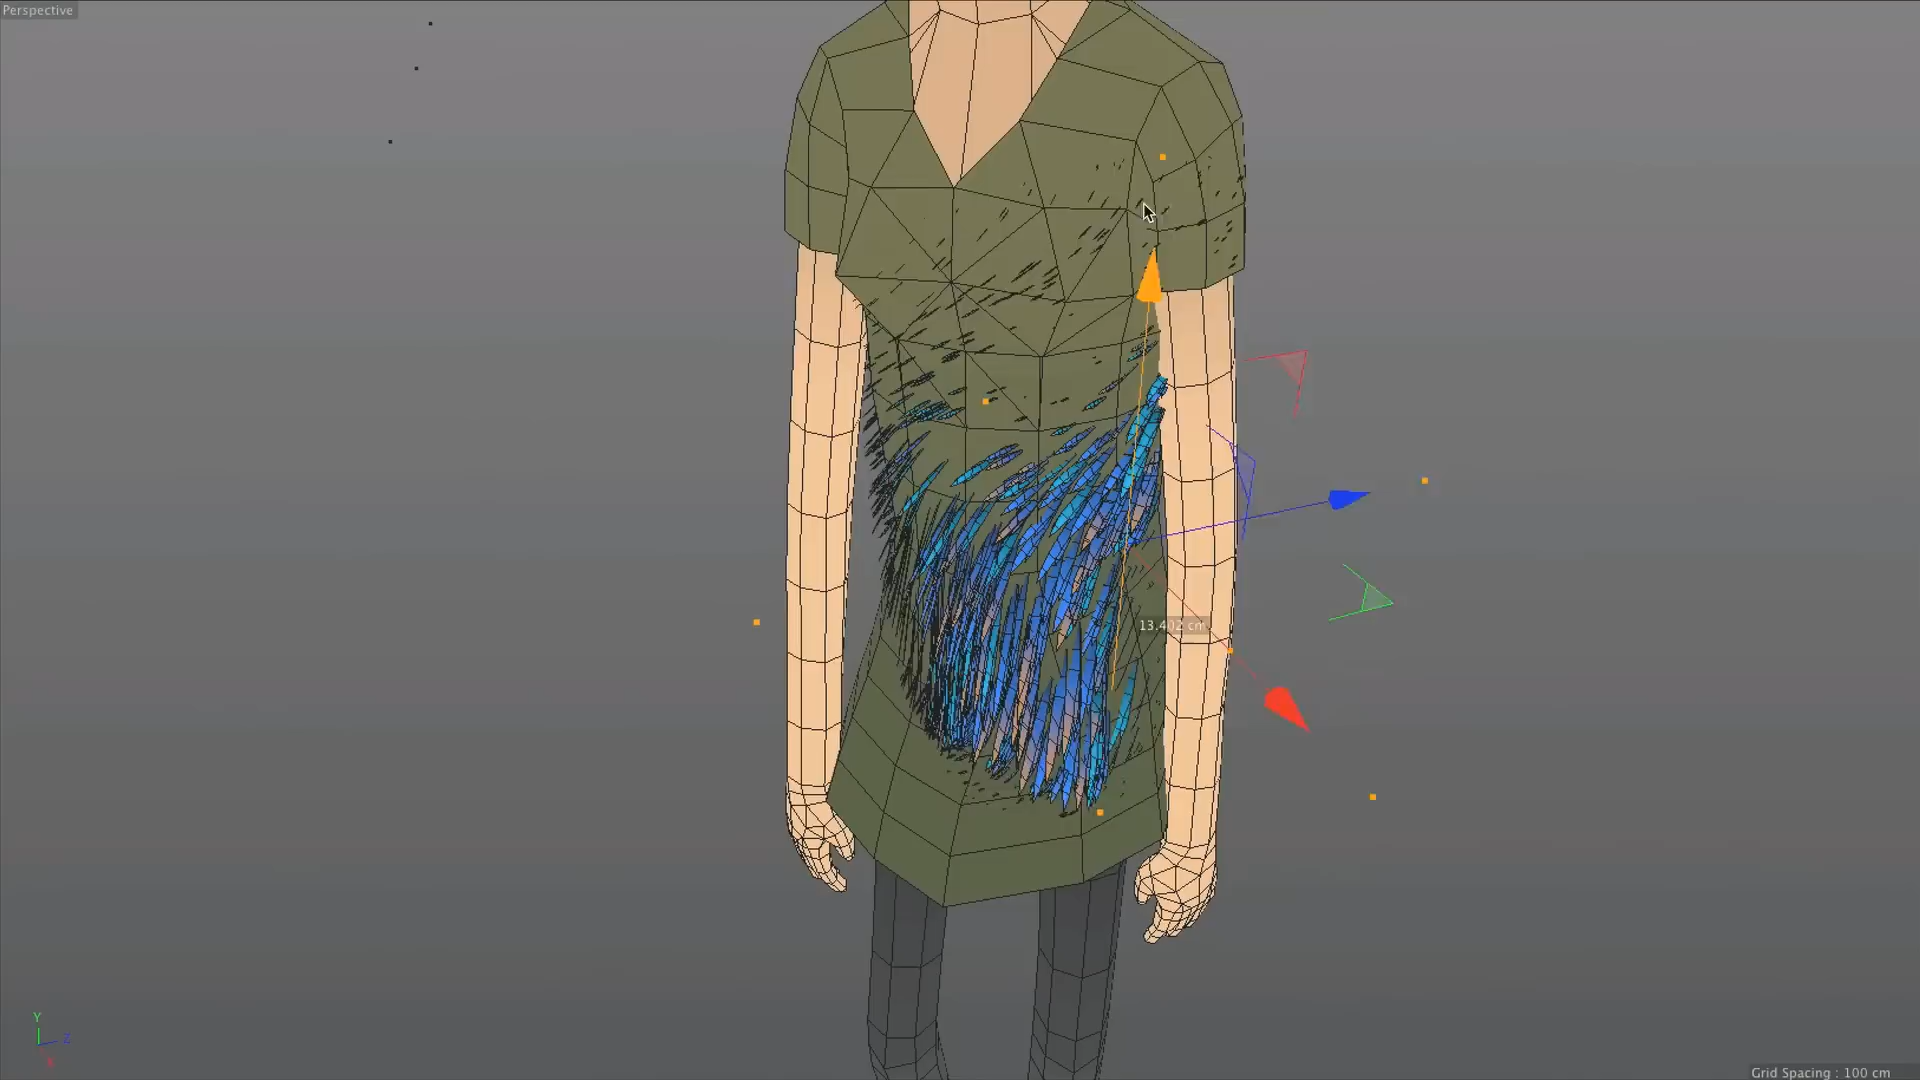 Perspective
13.402 cm
Y
Z
Grid Spacing : 100 cm